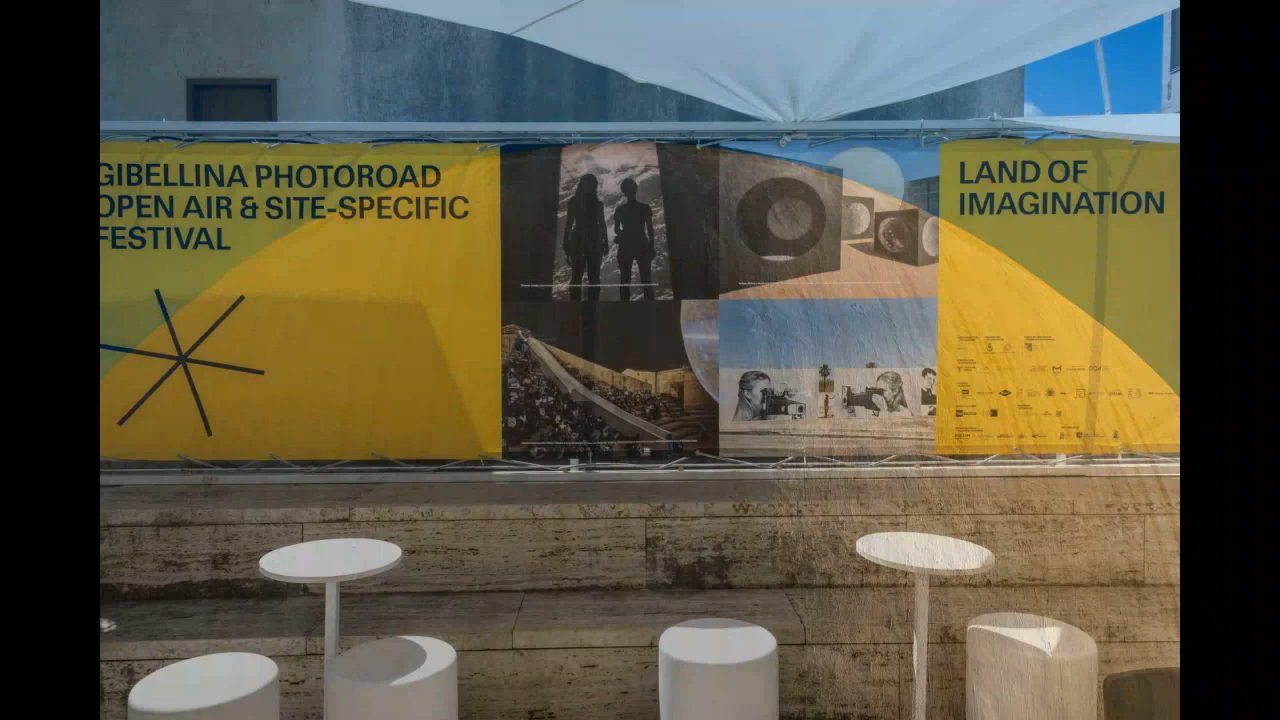 GIBELLINA PHOTOROAD
OPEN AIR & SITE-SPECIFIC
FESTIVAL
LAND OF
IMAGINATION